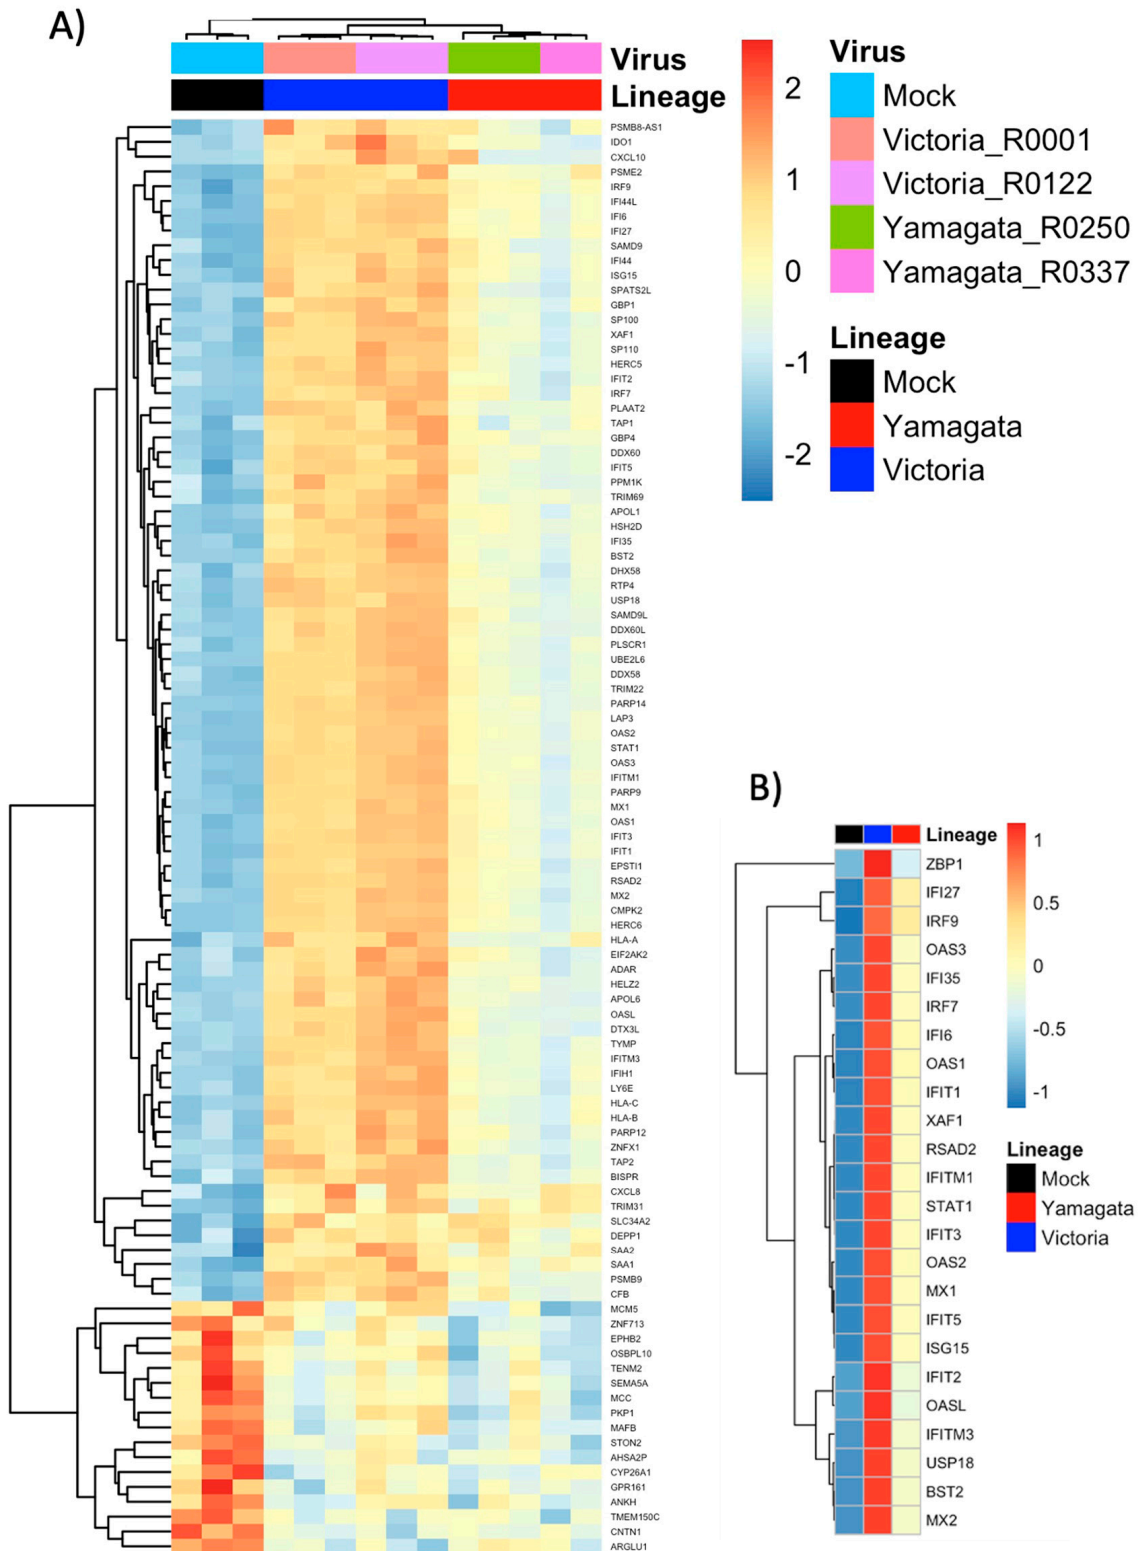 A)
Virus
Lineage
PSMB8-AS1
IDO1
CXCL10
PSME2
IRF9
IFI44L
IFI6
IFI27
SAMD9
IFI44
ISG15
SPATS2L
GBP1
SP100
XAF1
SP110
HERC5
IFIT2
IRF7
PLAAT2
TAP1
GBP4
DDX60
IFIT5
PPM1K
TRIM69
APOL1
HSH2D
IFI35
BST2
DHX58
RTP4
USP18
SAMD9L
DDX60L
PLSCR1
UBE2L6
DDX58
TRIM22
PARP14
LAP3
OAS2
STAT1
OAS3
IFITM1
PARP9
MX1
OAS1
IFIT3
IFIT1
EPSTI1
RSAD2
MX2
CMPK2
HERC6
HLA-A
EIF2AK2
ADAR
HELZ2
APOL6
OASL
DTX3L
TYMP
IFITM3
IFIH1
LY6E
HLA-C
HLA-B
PARP12
ZNFX1
TAP2
BISPR
CXCL8
TRIM31
SLC34A2
DEPP1
SAA2
SAA1
PSMB9
CFB
MCM5
ZNF713
EPHB2
OSBPL10
TENM2
SEMA5A
MCC
PKP1
MAFB
STON2
AHSA2P
CYP26A1
GPR161
ANKH
TMEM150C
CNTN1
ARGLU1
2
1
0
-1
-2
Virus
Mock
Victoria_R0001
Victoria_R0122
Yamagata_R0250
Yamagata_R0337
Lineage
Mock
Yamagata
Victoria
B)
Lineage
ZBP1
IFI27
IRF9
OAS3
IFI35
IRF7
IFI6
OAS1
IFIT1
XAF1
RSAD2
IFITM1
STAT1
IFIT3
OAS2
MX1
IFIT5
ISG15
IFIT2
OASL
IFITM3
USP18
BST2
MX2
1
0.5
0
-0.5
-1
Lineage
Mock
Yamagata
Victoria